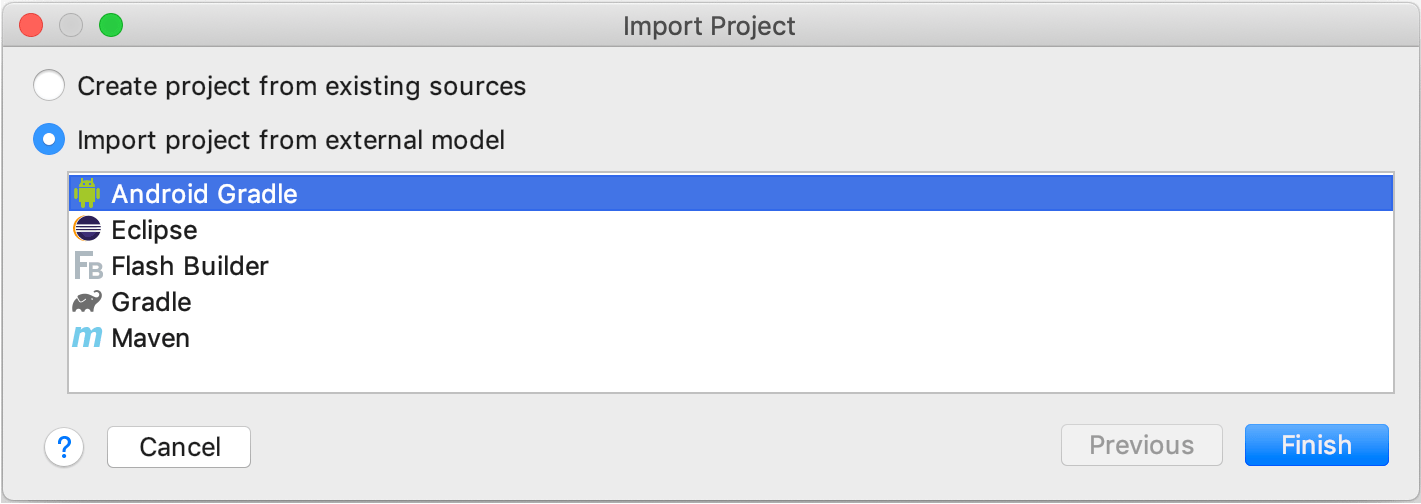 Import Project
Create project from existing sources
Import project from external model
Android Gradle
Eclipse
FB Flash Builder
Gradle
m Maven
? Cancel Previous Finish